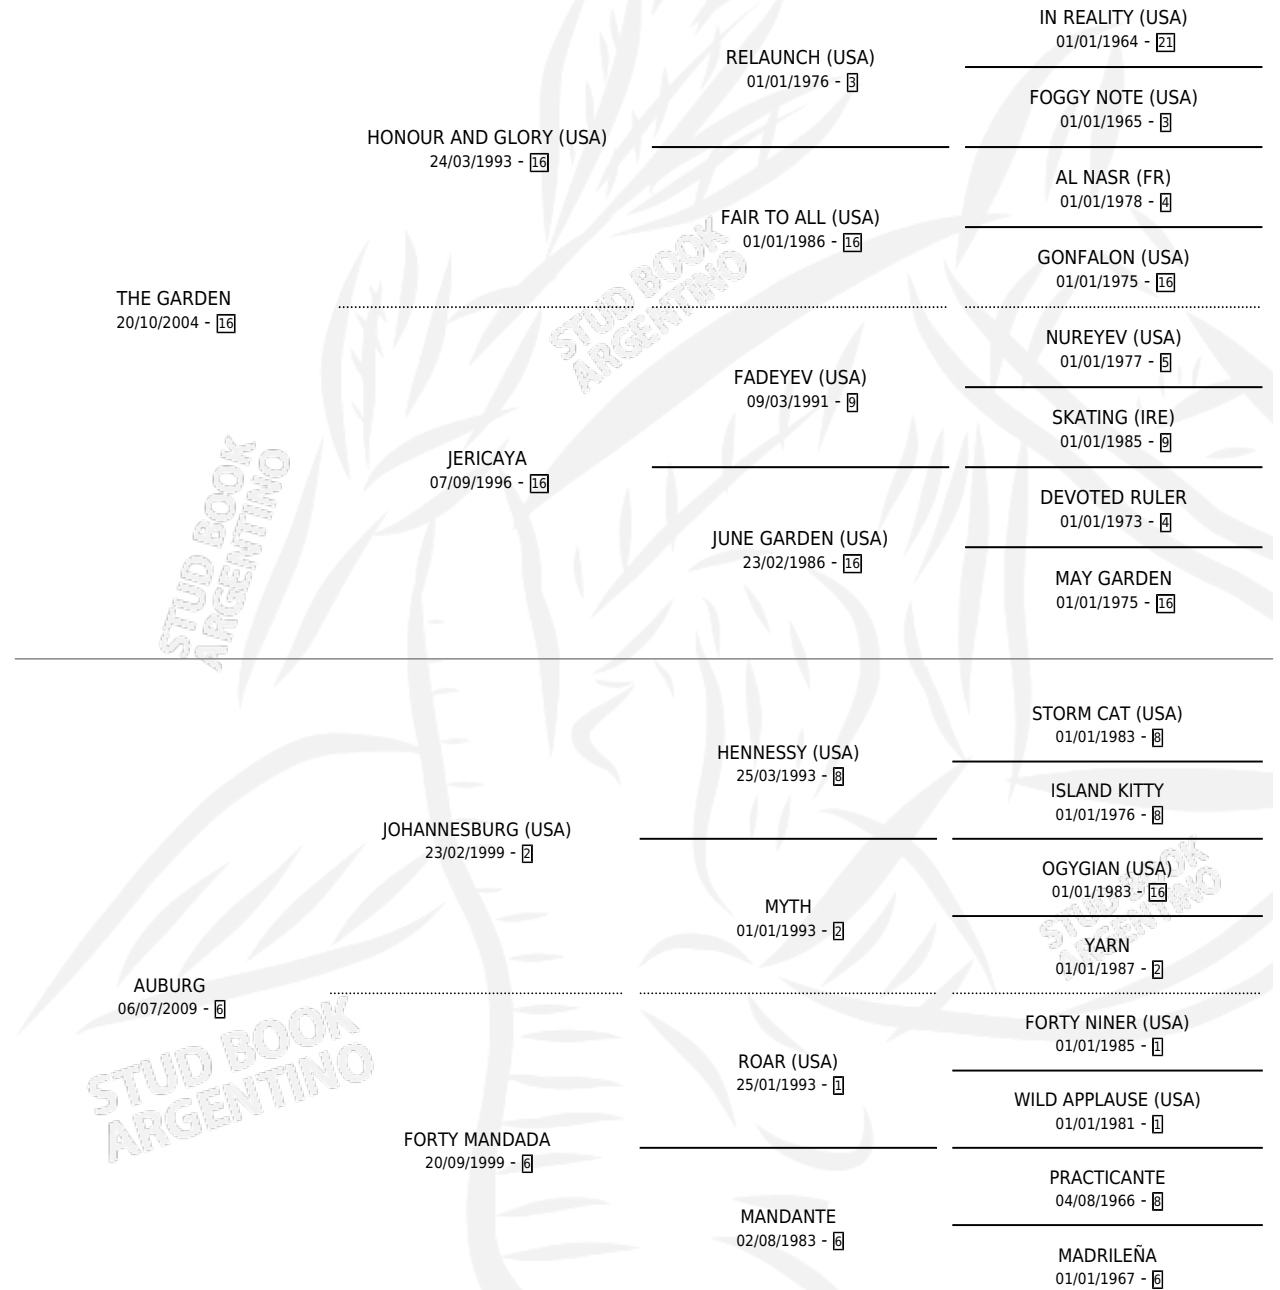 IN REALITY (USA)
01/01/1964 - 21
RELAUNCH (USA)
01/01/1976 - 3
FOGGY NOTE (USA)
01/01/1965 - 3
HONOUR AND GLORY (USA)
24/03/1993 - 16
AL NASR (FR)
01/01/1978 - 4
FAIR TO ALL (USA)
01/01/1986 - 16
GONFALON (USA)
01/01/1975 - 16
THE GARDEN
20/10/2004 - 16
NUREYEV (USA)
01/01/1977 - 5
FADEYEV (USA)
09/03/1991 - 9
SKATING (IRE)
01/01/1985 - 9
JERICAYA
07/09/1996 - 16
DEVOTED RULER
01/01/1973 - 4
JUNE GARDEN (USA)
23/02/1986 - 16
MAY GARDEN
01/01/1975 - 16
STORM CAT (USA)
01/01/1983 - 8
HENNESSY (USA)
25/03/1993 - 8
ISLAND KITTY
01/01/1976 - 8
JOHANNESBURG (USA)
23/02/1999 - 2
OGYGIAN (USA)
01/01/1983 - 16
MYTH
01/01/1993 - 2
YARN
01/01/1987 - 2
AUBURG
06/07/2009 - 6
FORTY NINER (USA)
01/01/1985 - 1
ROAR (USA)
25/01/1993 - 1
WILD APPLAUSE (USA)
01/01/1981 - 1
FORTY MANDADA
20/09/1999 - 6
PRACTICANTE
04/08/1966 - 8
MANDANTE
02/08/1983 - 6
MADRILEÑA
01/01/1967 - 6
STUD BOOK
ARGENTINO
STUD BOOK
ARGENTINO
STUD BOOK
ARGENTINO
STUD BOOK
ARGENTINO